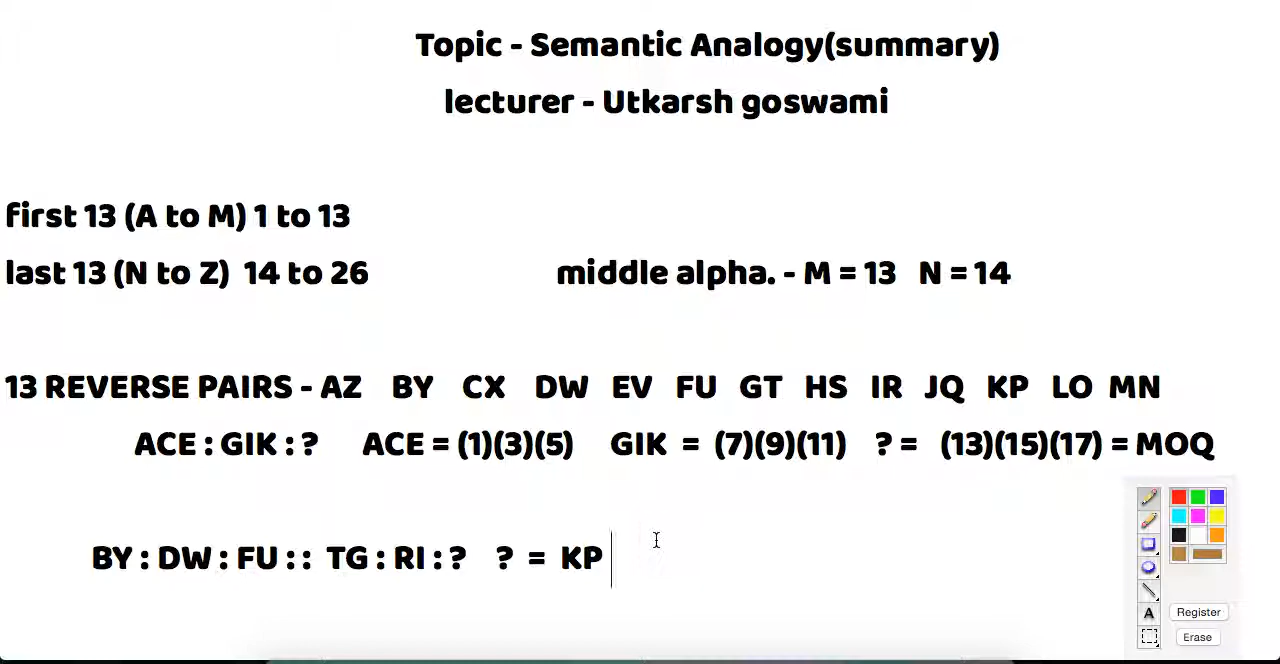 Topic - Semantic Analogy(summary)
lecturer - Utkarsh goswami
first 13 (A to M) 1 to 13
last 13 (N to Z) 14 to 26 middle alpha. - M = 13 N = 14
13 REVERSE PAIRS - AZ BY CX DW EV FU GT HS IR JQ KP LO MN
ACE : GIK : ? ACE = (1)(3)(5) GIK = (7)(9)(11) ? = (13)(15)(17) = MOQ
BY : DW : FU : : TG : RI : ? ? = KP
A
Register
Erase